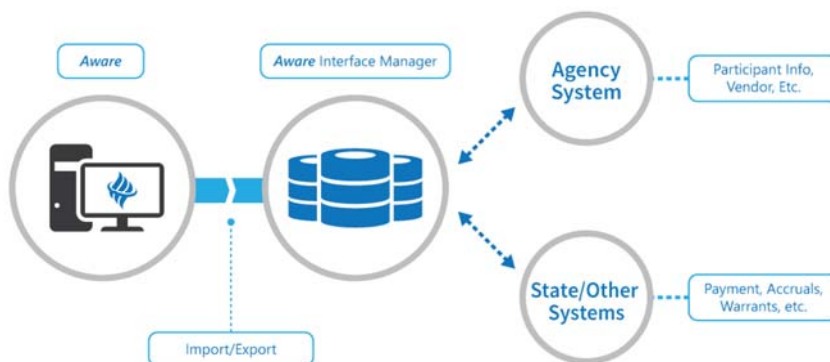 Aware
Aware Interface Manager
Agency
System
Participant Info,
Vendor, Etc.
Import/Export
State/Other
Systems
Payment, Accruals,
Warrants, etc.